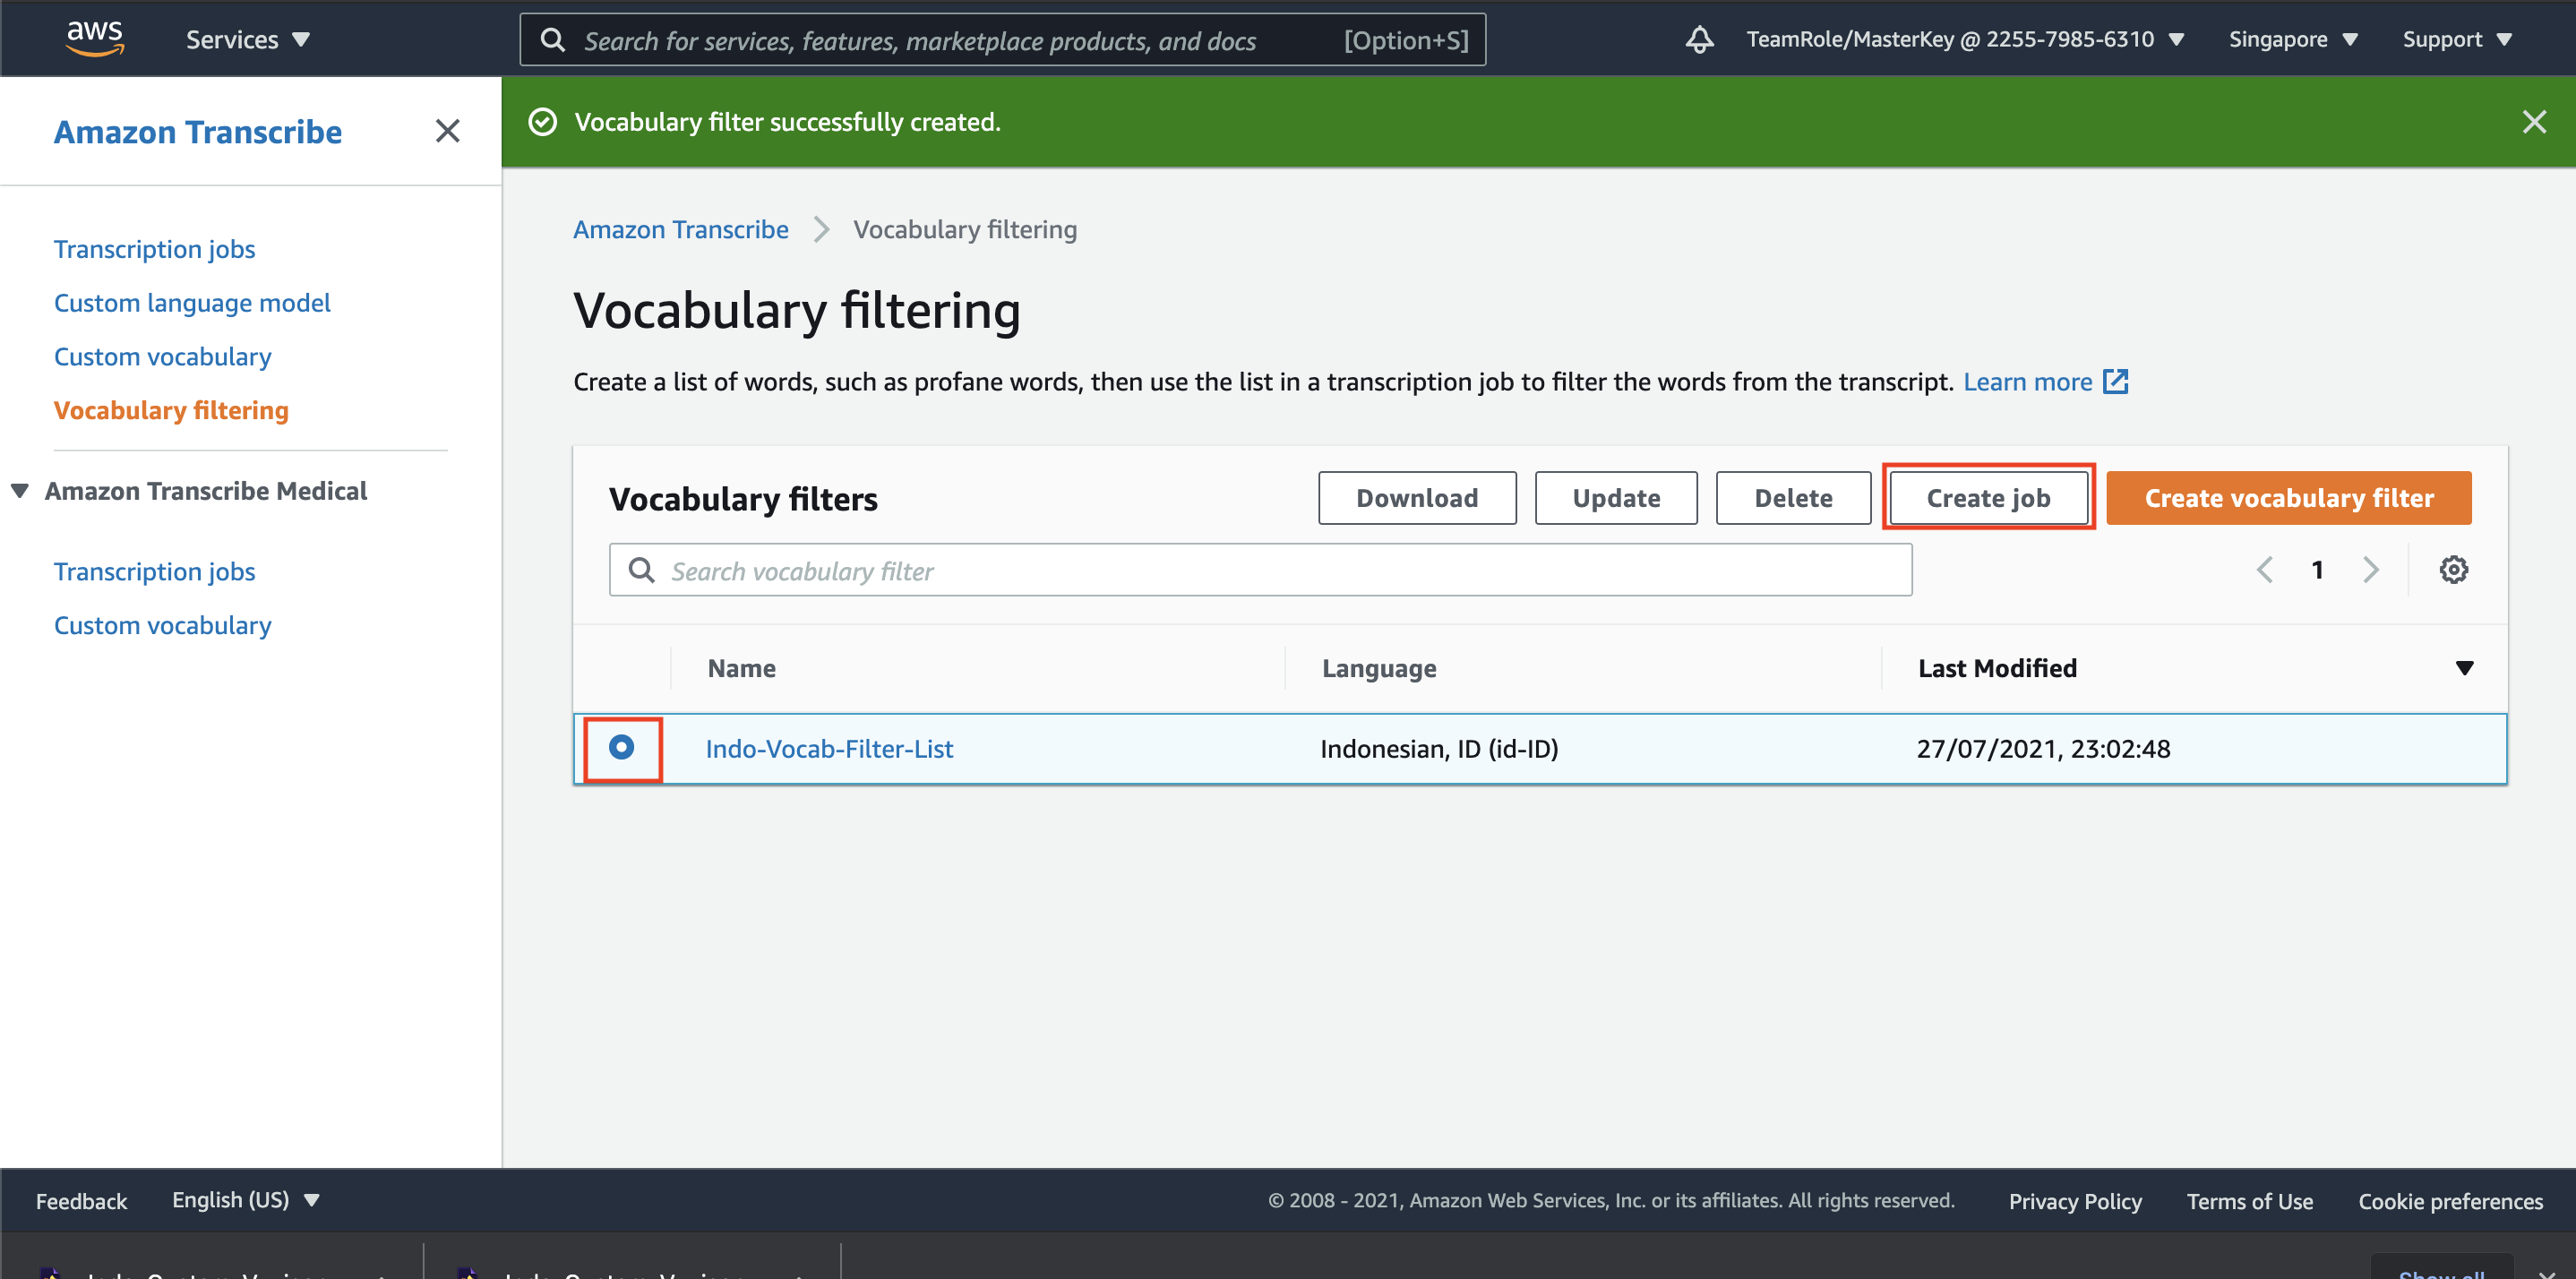 aws
Services
Search for services, features, marketplace products, and docs
[Option+S]
TeamRole/MasterKey @ 2255-7985-6310
Singapore
Support
Amazon Transcribe
Transcription jobs
Custom language model
Custom vocabulary
Vocabulary filtering
Amazon Transcribe Medical
Transcription jobs
Custom vocabulary
Vocabulary filter successfully created.
Amazon Transcribe
Vocabulary filtering
Vocabulary filtering
Create a list of words, such as profane words, then use the list in a transcription job to filter the words from the transcript. Learn more
Vocabulary filters
Download
Update
Delete
Create job
Create vocabulary filter
Search vocabulary filter
1
Name
Language
Last Modified
Indo-Vocab-Filter-List
Indonesian, ID (id-ID)
27/07/2021, 23:02:48
Feedback
English (US)
© 2008 - 2021, Amazon Web Services, Inc. or its affiliates. All rights reserved.
Privacy Policy
Terms of Use
Cookie preferences
Show all